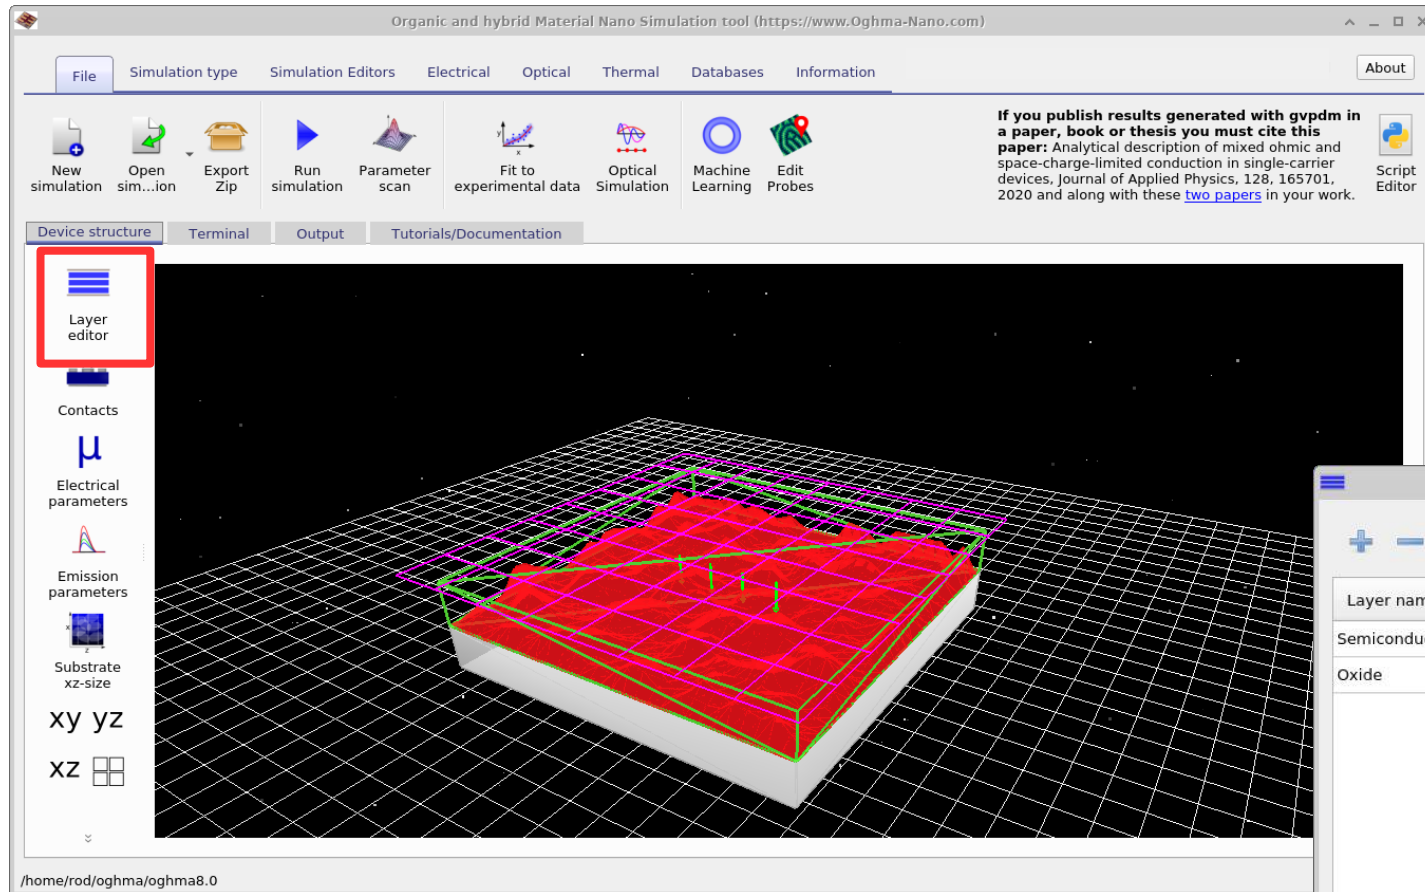 Organic and hybrid Material Nano Simulation tool (https://www.Oghma-Nano.com)
File Simulation type Simulation Editors Electrical Optical Thermal Databases Information About
New simulation
Open sim...ion
Export Zip
Run simulation
Parameter scan
Fit to experimental data
Optical Simulation
Machine Learning
Edit Probes
If you publish results generated with gvpdm in
a paper, book or thesis you must cite this
paper: Analytical description of mixed ohmic and
space-charge-limited conduction in single-carrier
devices, Journal of Applied Physics, 128, 165701,
2020 and along with these two papers in your work.
Script
Editor
Device structure Terminal Output Tutorials/Documentation
Layer
editor
Contacts
μ
Electrical
parameters
Emission
parameters
x
z
Substrate
xz-size
xy yz
xz
Layer nam
Semicondu
Oxide
/home/rod/oghma/oghma8.0